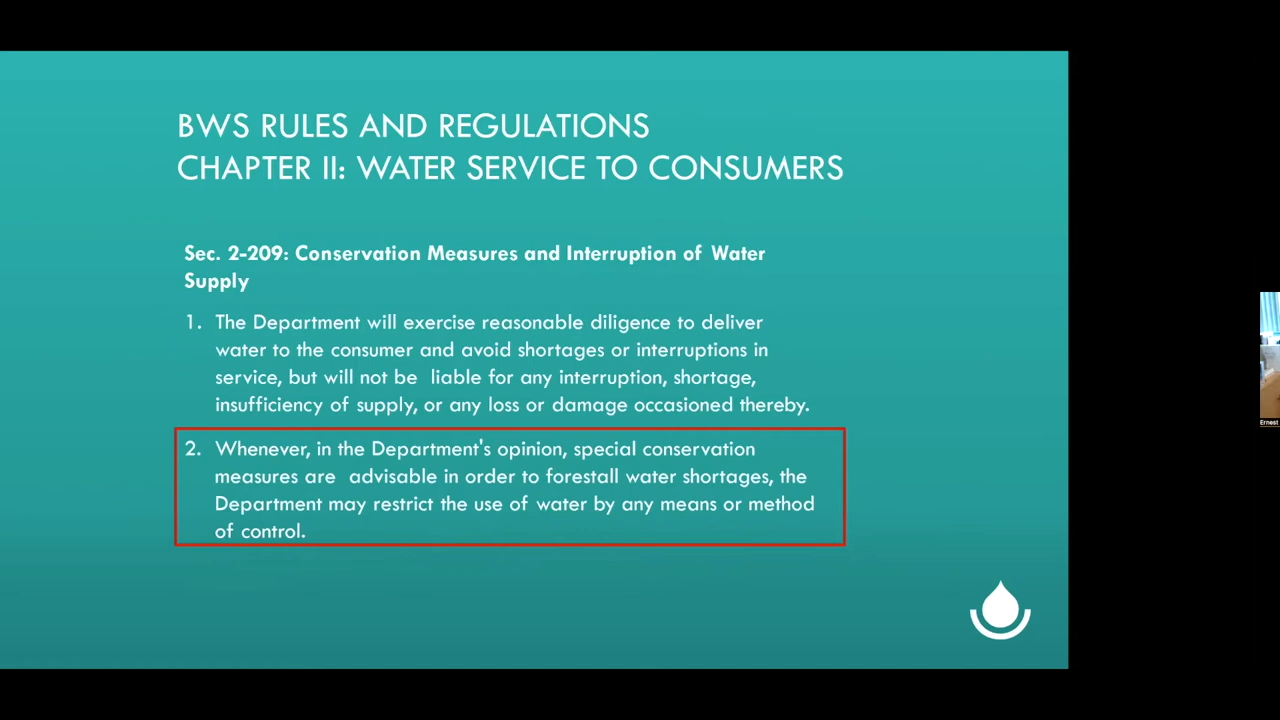 BWS RULES AND REGULATIONS
CHAPTER II: WATER SERVICE TO CONSUMERS
Sec. 2-209: Conservation Measures and Interruption of Water
Supply
1. The Department will exercise reasonable diligence to deliver
water to the consumer and avoid shortages or interruptions in
service, but will not be liable for any interruption, shortage,
insufficiency of supply, or any loss or damage occasioned thereby.
2. Whenever, in the Department's opinion, special conservation
measures are advisable in order to forestall water shortages, the
Department may restrict the use of water by any means or method
of control.
Ernest